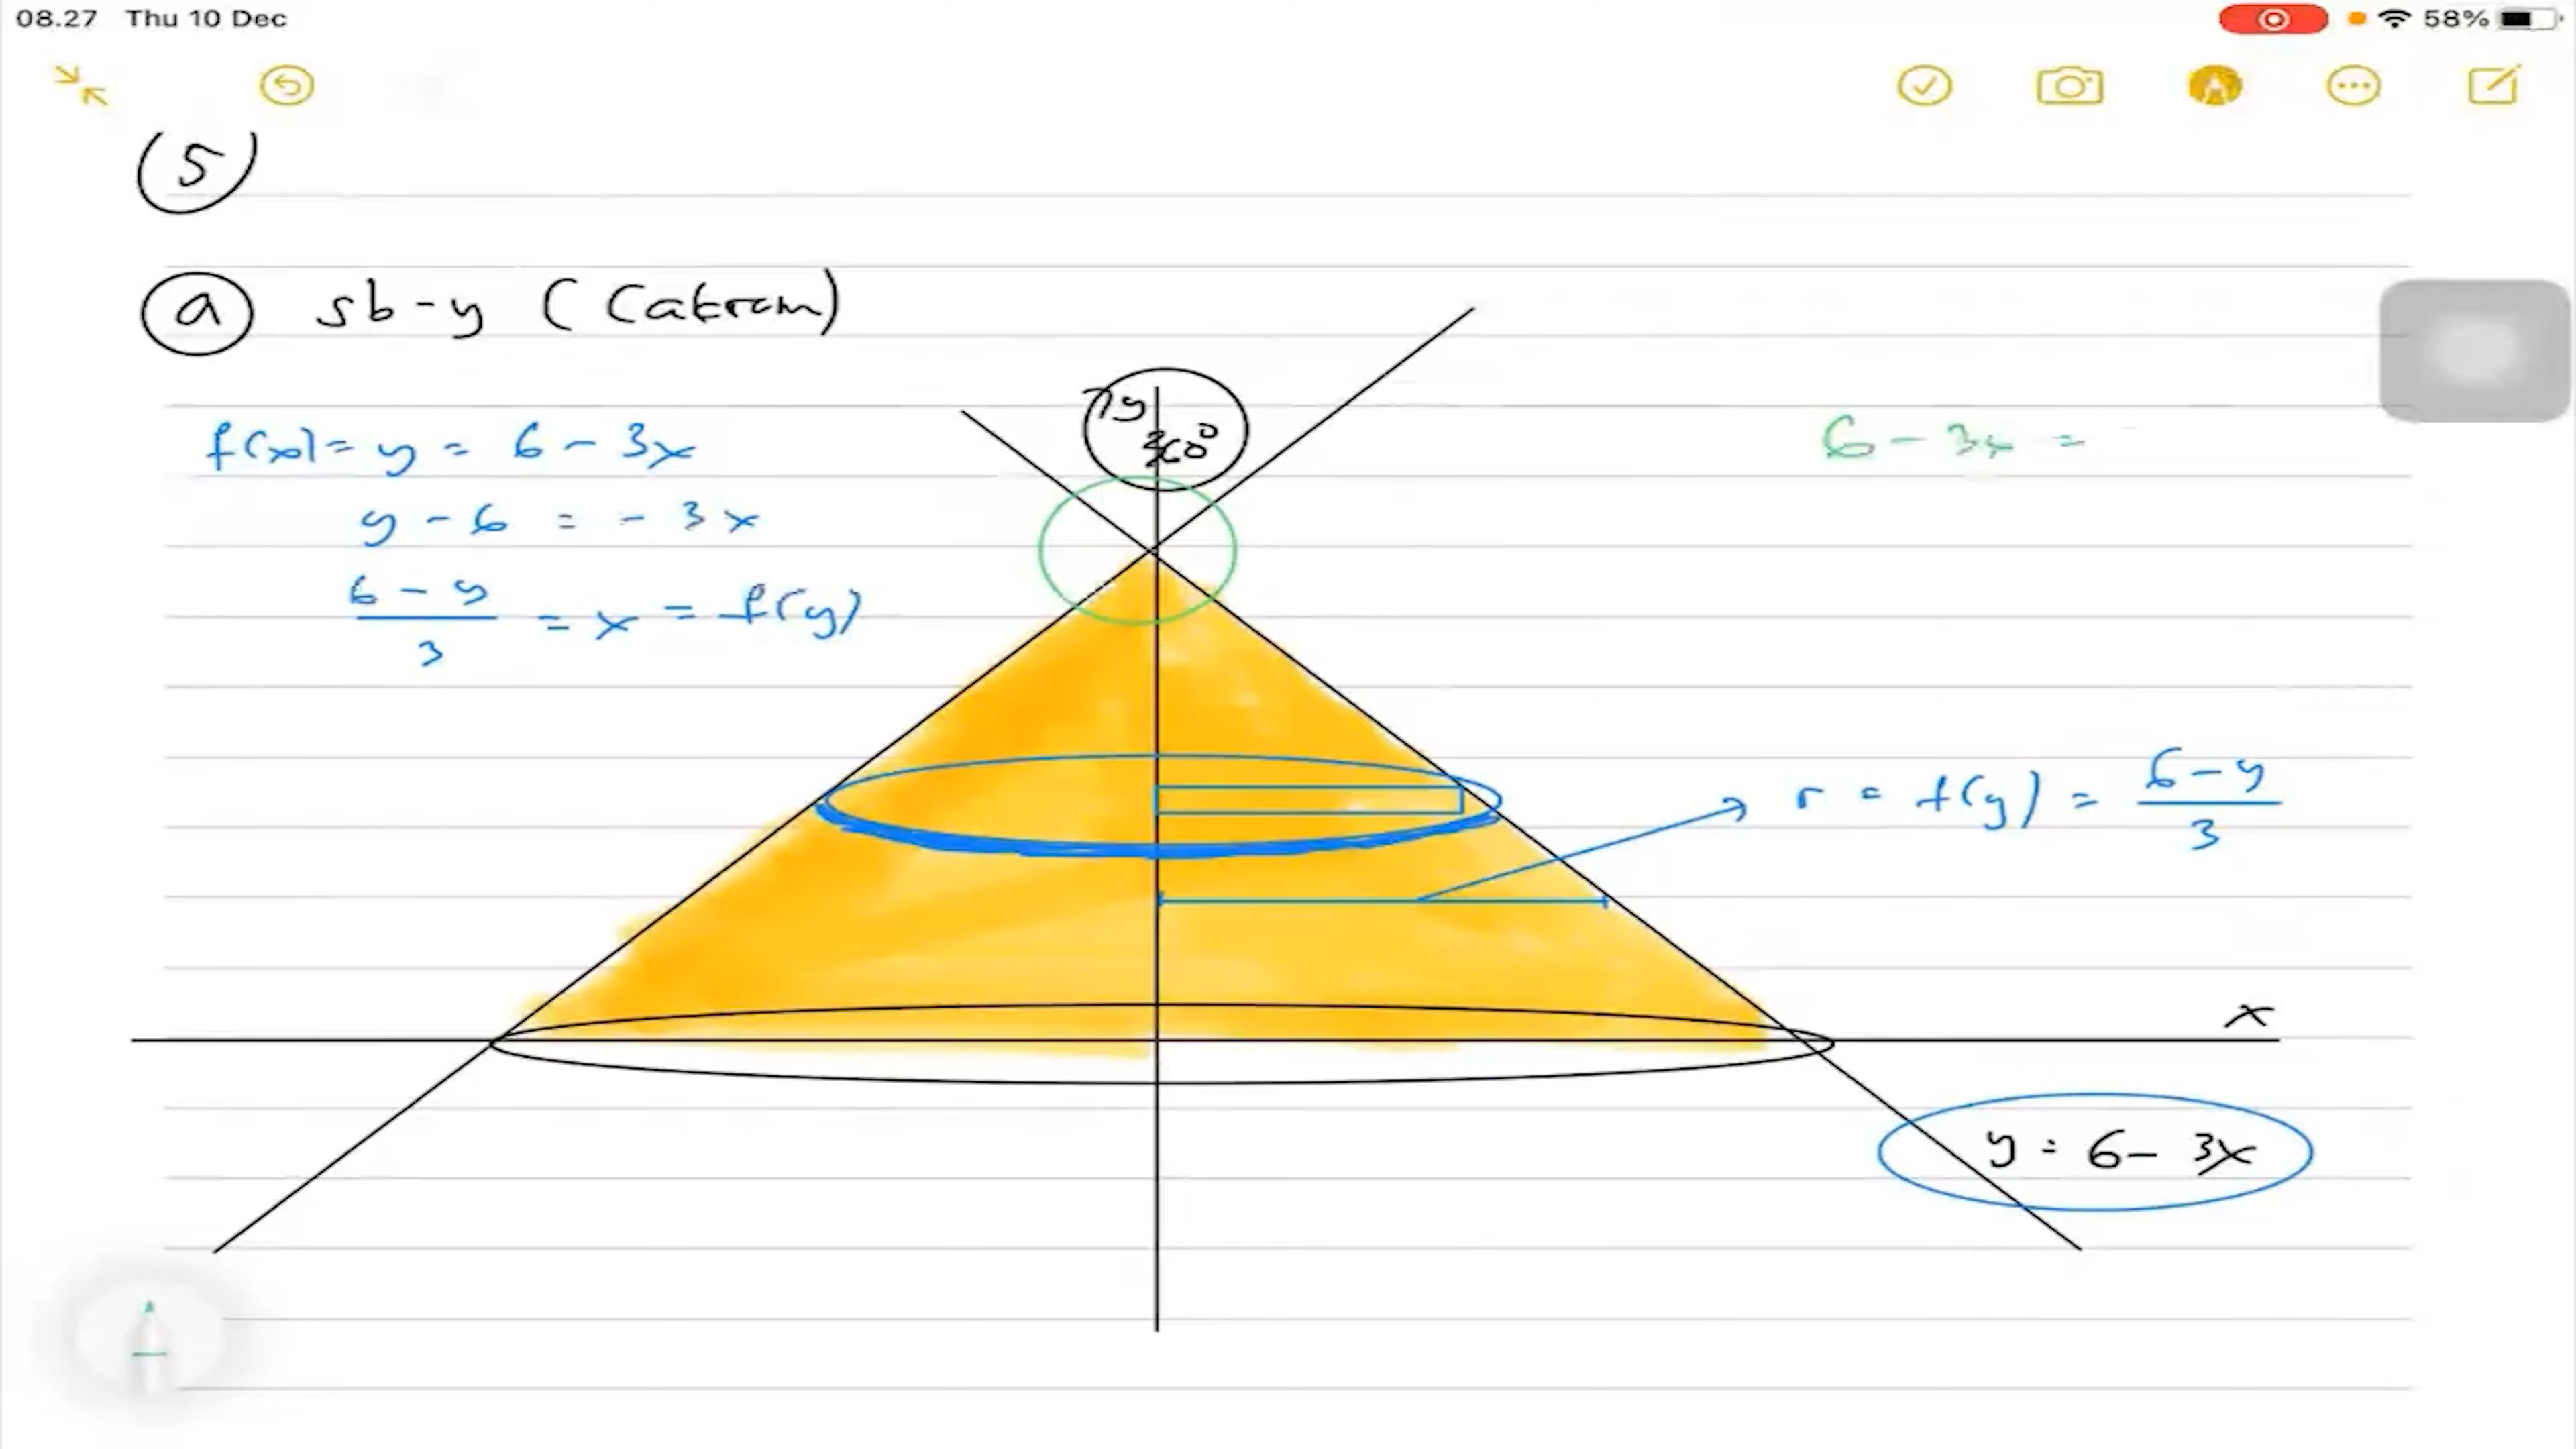 08.27 Thu 10 Dec
58%
5
a sb-y (Cakram)
y
360°
f(x) = y = 6 - 3x
6 - 3x =
y - 6 = - 3x
6 - y / 3 = x = f(y)
r = f(y) = 6 - y / 3
x
y = 6 - 3x